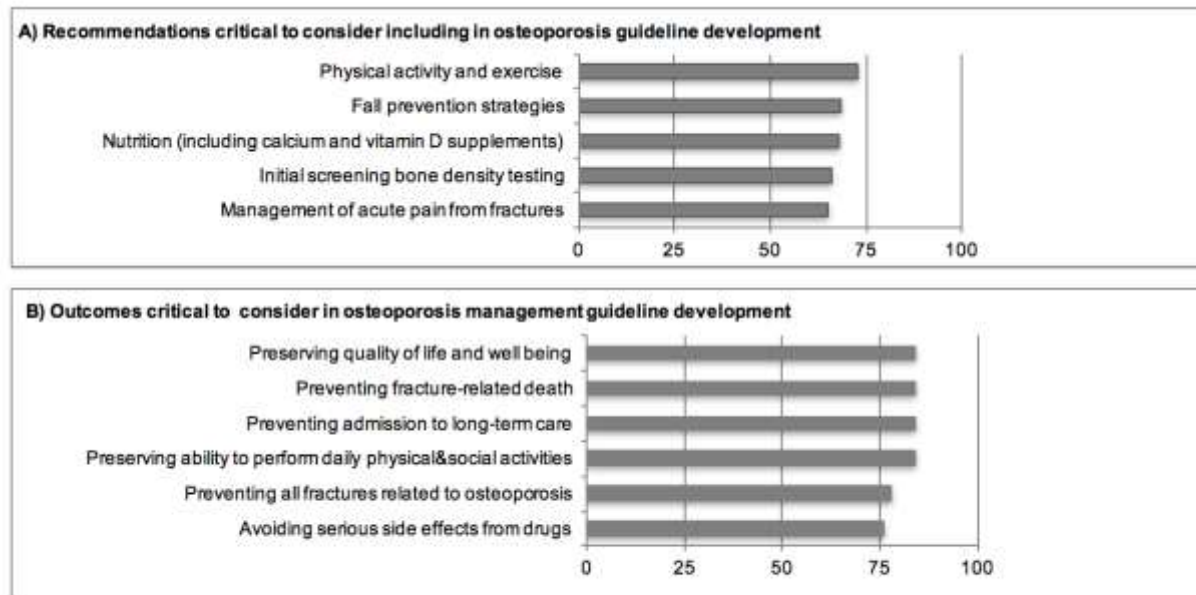 A) Recommendations critical to consider including in osteoporosis guideline development
Physical activity and exercise
Fall prevention strategies
Nutrition (including calcium and vitamin D supplements)
Initial screening bone density testing
Management of acute pain from fractures
0 25 50 75 100
B) Outcomes critical to consider in osteoporosis management guideline development
Preserving quality of life and well being
Preventing fracture-related death
Preventing admission to long-term care
Preserving ability to perform daily physical&social activities
Preventing all fractures related to osteoporosis
Avoiding serious side effects from drugs
0 25 50 75 100